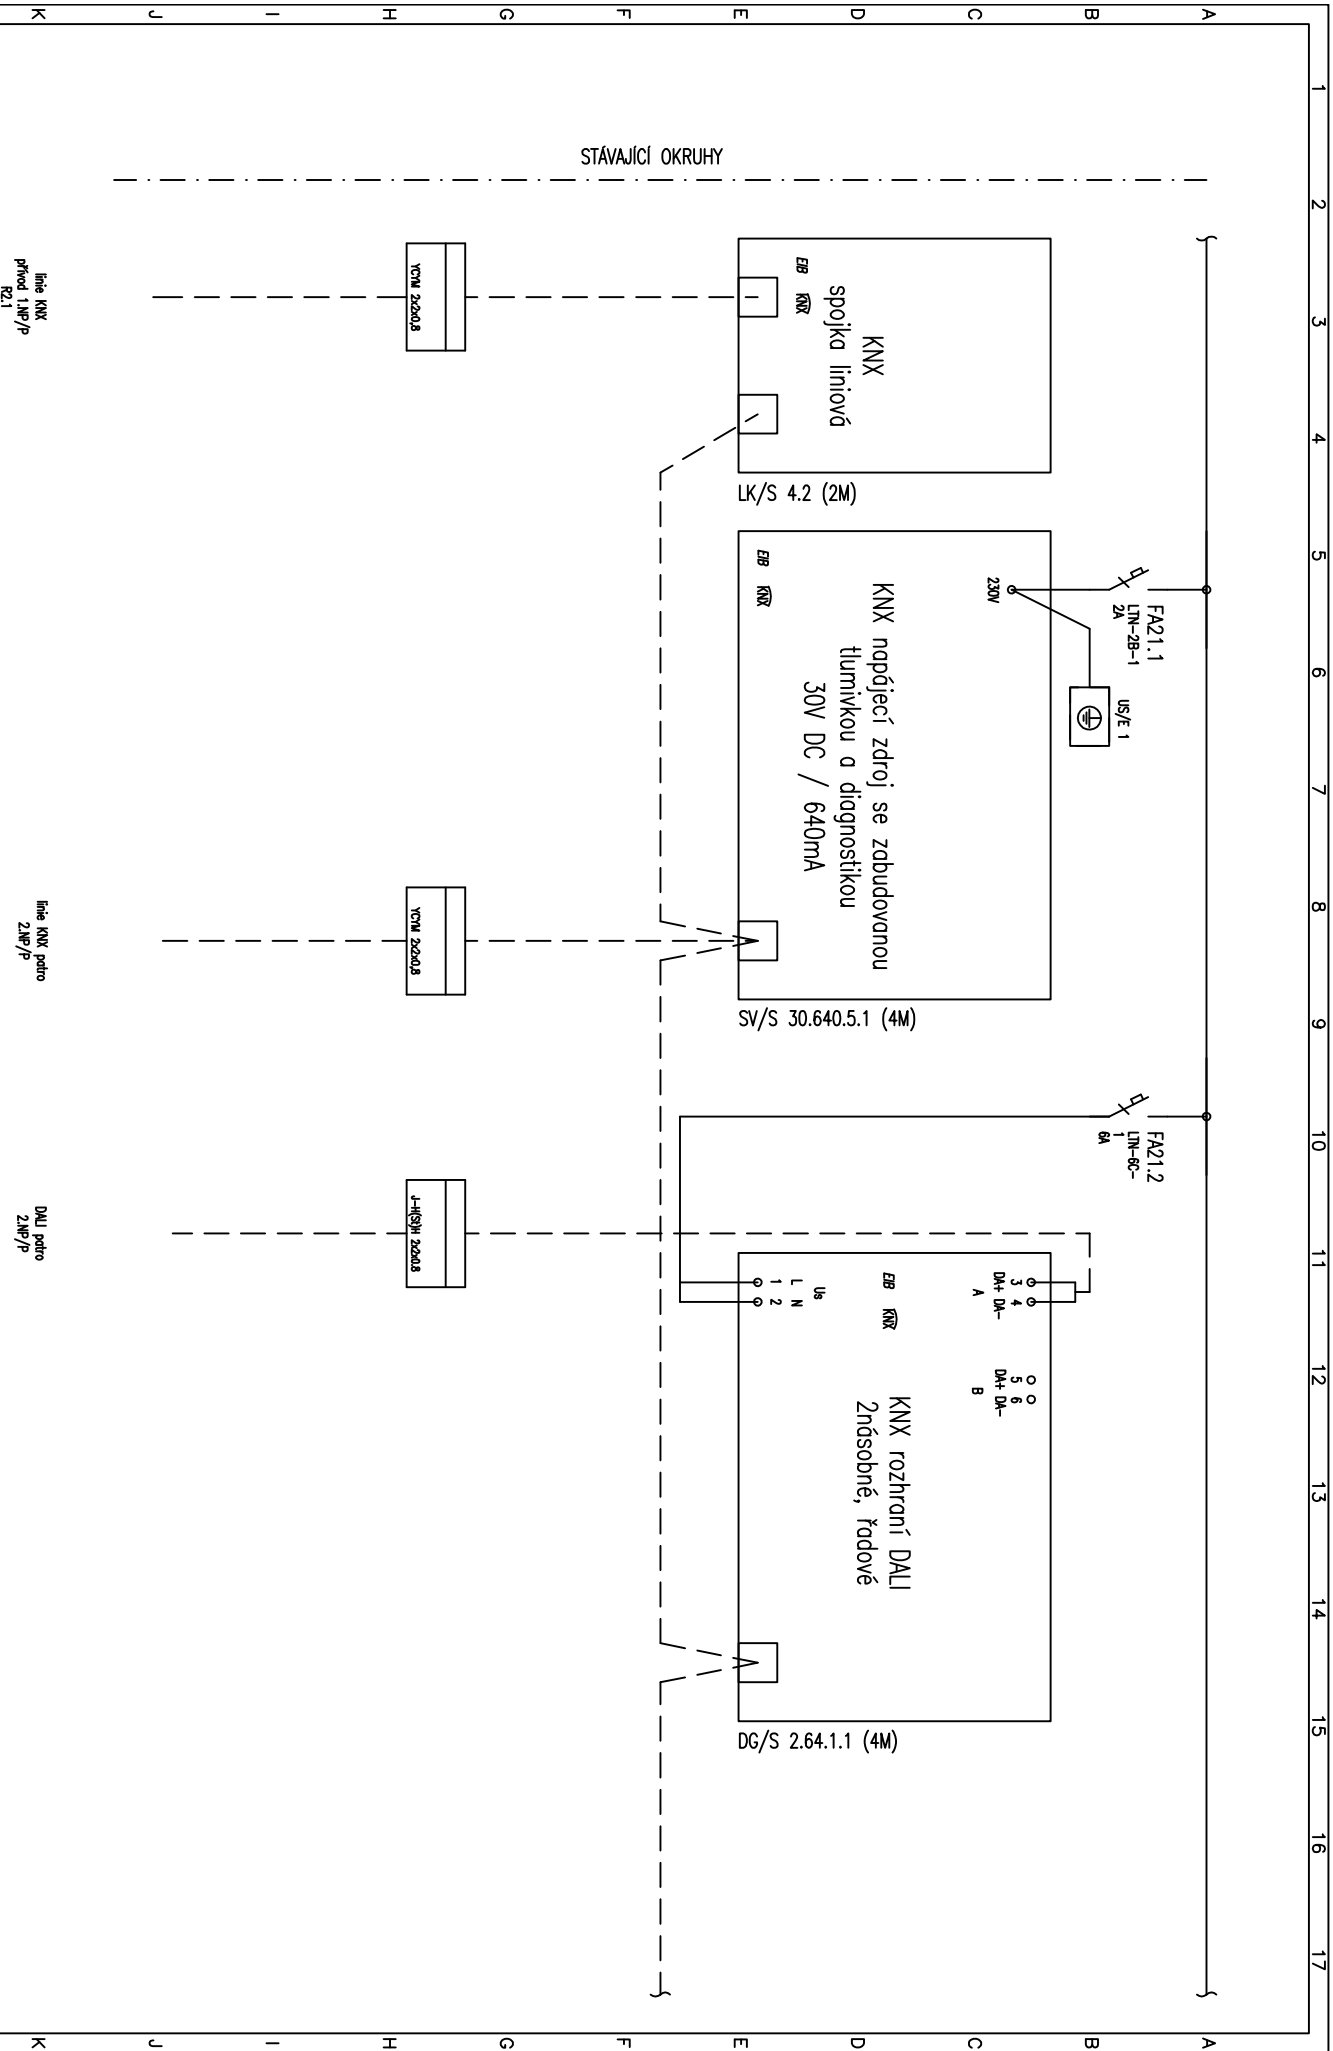 1
2
3
4
5
6
7
8
9
10
11
12
13
14
15
16
17
A
A
B
B
C
C
D
D
E
E
F
F
G
G
H
H
I
I
J
J
K
K
STÁVAJÍCÍ OKRUHY
KNX
spojka liniová
EIB KNX
LK/S 4.2 (2M)
YCYM 2x2x0,8
linie KNX
přívod 1.NP/P
R2.1
FA21.1
LTN-2B-1
2A
US/E 1
230V
KNX napájecí zdroj se zabudovanou
tlumivkou a diagnostikou
30V DC / 640mA
EIB KNX
SV/S 30.640.5.1 (4M)
YCYM 2x2x0,8
linie KNX patro
2.NP/P
FA21.2
LTN-6C-
1
6A
3 4
DA+ DA-
A
5 6
DA+ DA-
B
KNX rozhraní DALI
2násobné, řadové
EIB KNX
Us
L N
1 2
DG/S 2.64.1.1 (4M)
J-H(St)H 2x2x0.8
DALI patro
2.NP/P